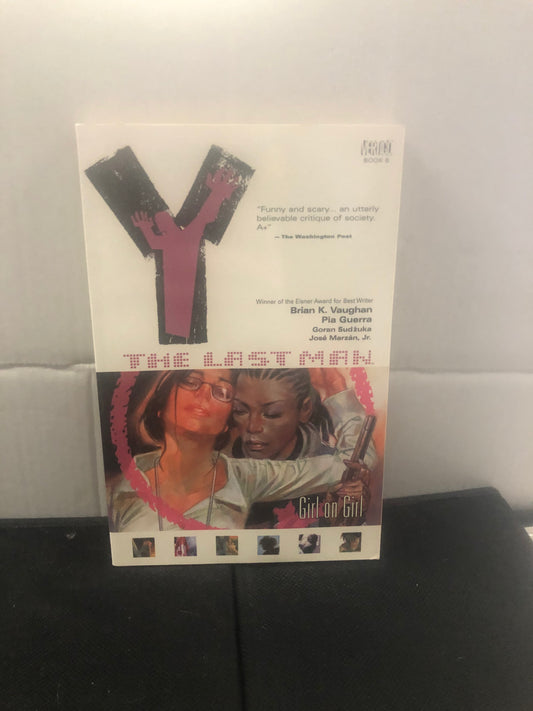 VERTIGO
BOOK 6
Y
"Funny and scary... an utterly
believable critique of society.
A+"
— The Washington Post
Winner of the Eisner Award for Best Writer
Brian K. Vaughan
Pia Guerra
Goran Sudžuka
José Marzán, Jr.
THE LAST MAN
Girl on Girl